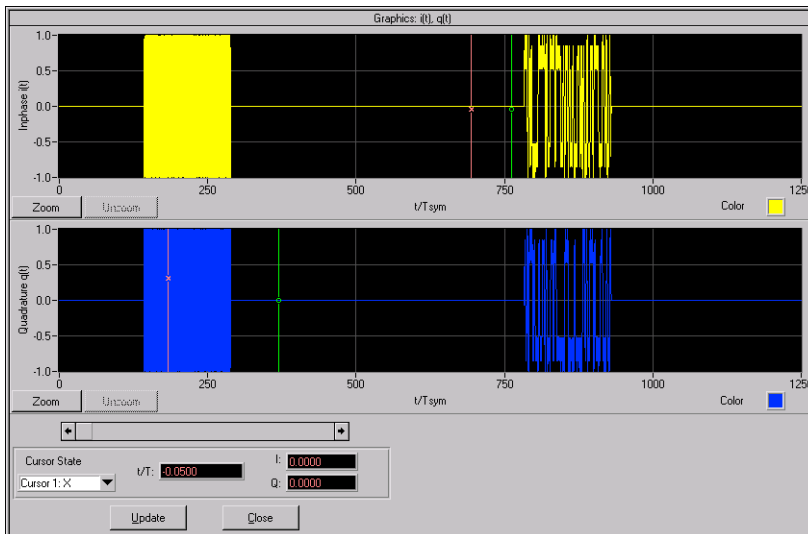 Graphics: i(t), q(t)
Inphase i(t)
1.0
0.5
0.0
-0.5
-1.0
0 250 500 750 1000 1250
t/Tsym
Zoom Unzoom Color
Quadrature q(t)
1.0
0.5
0.0
-0.5
-1.0
0 250 500 750 1000 1250
t/Tsym
Zoom Unzoom Color
Cursor State
Cursor 1: X
t/T: -0.0500
I: 0.0000
Q: 0.0000
Update Close